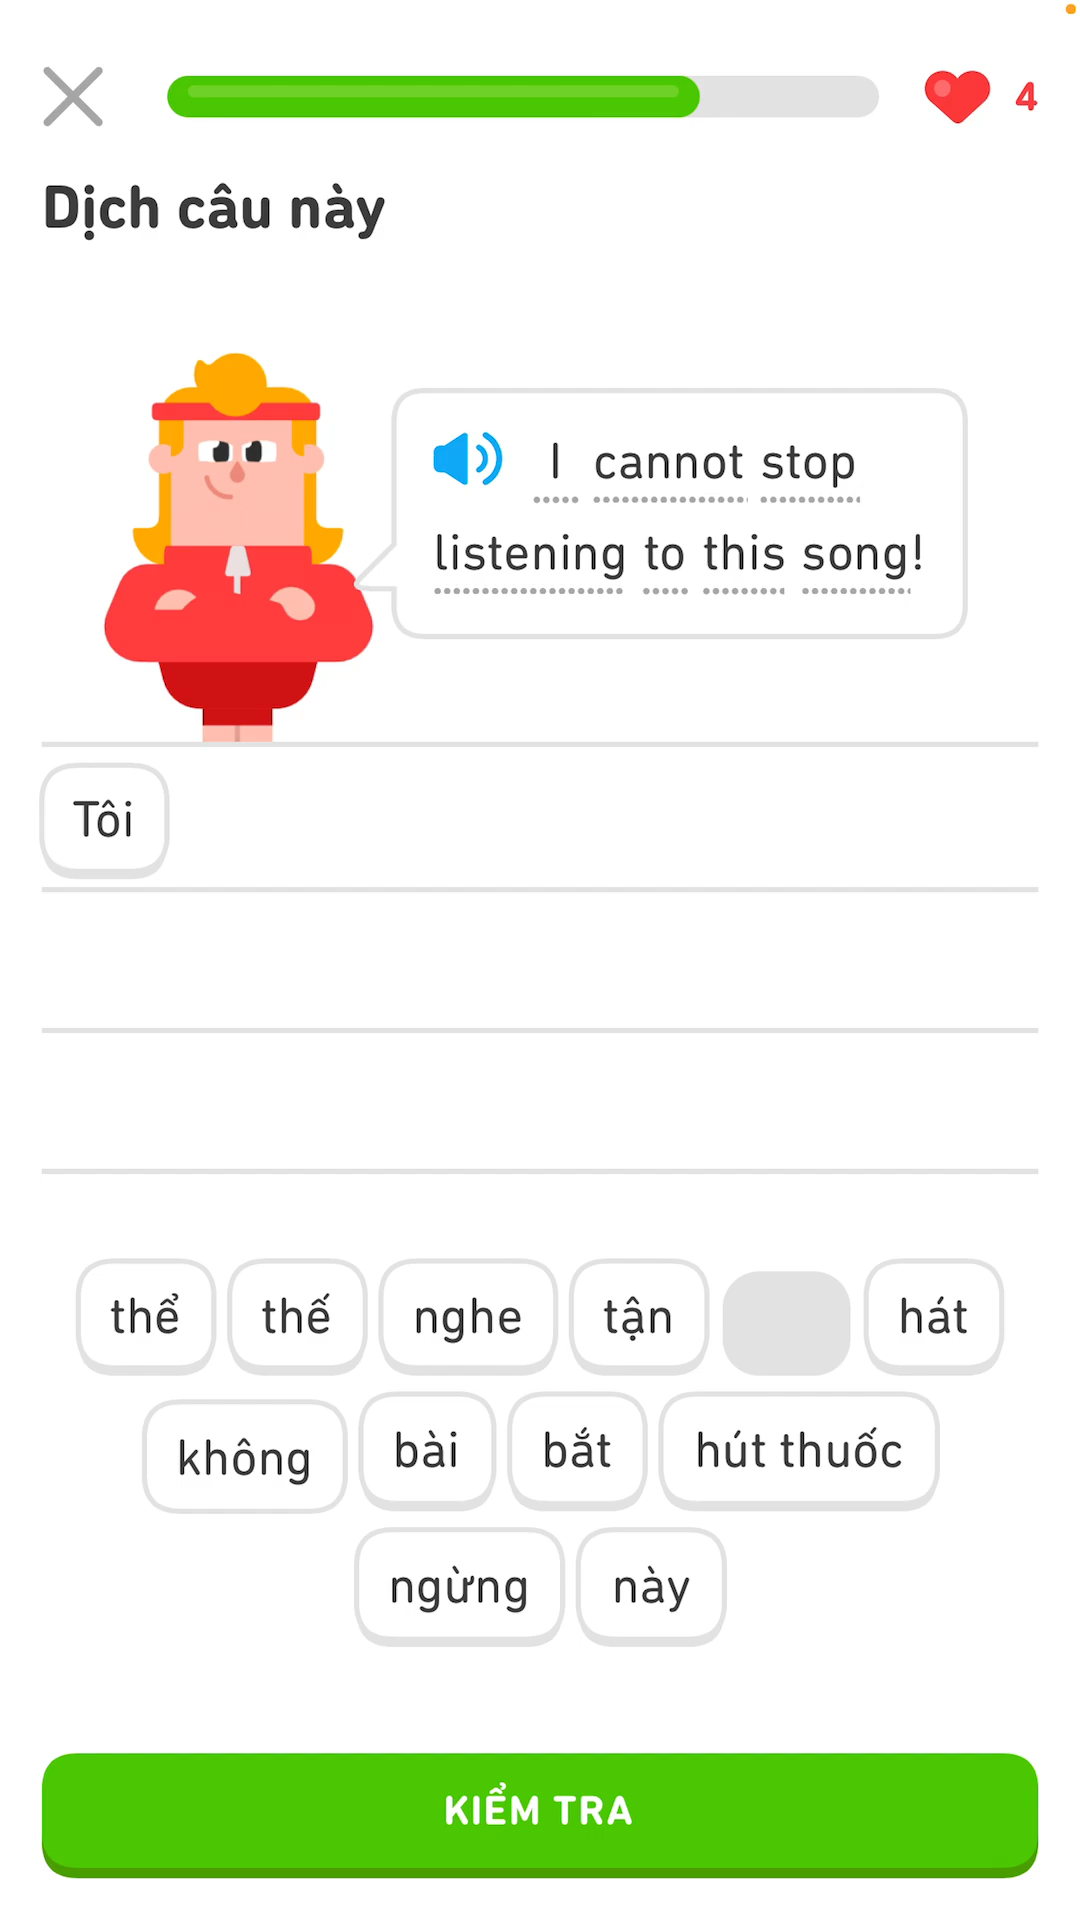 4
Dịch câu này
I cannot stop
listening to this song!
Tôi
thể thế nghe tận hát
không bài bắt hút thuốc
ngừng này
KIỂM TRA